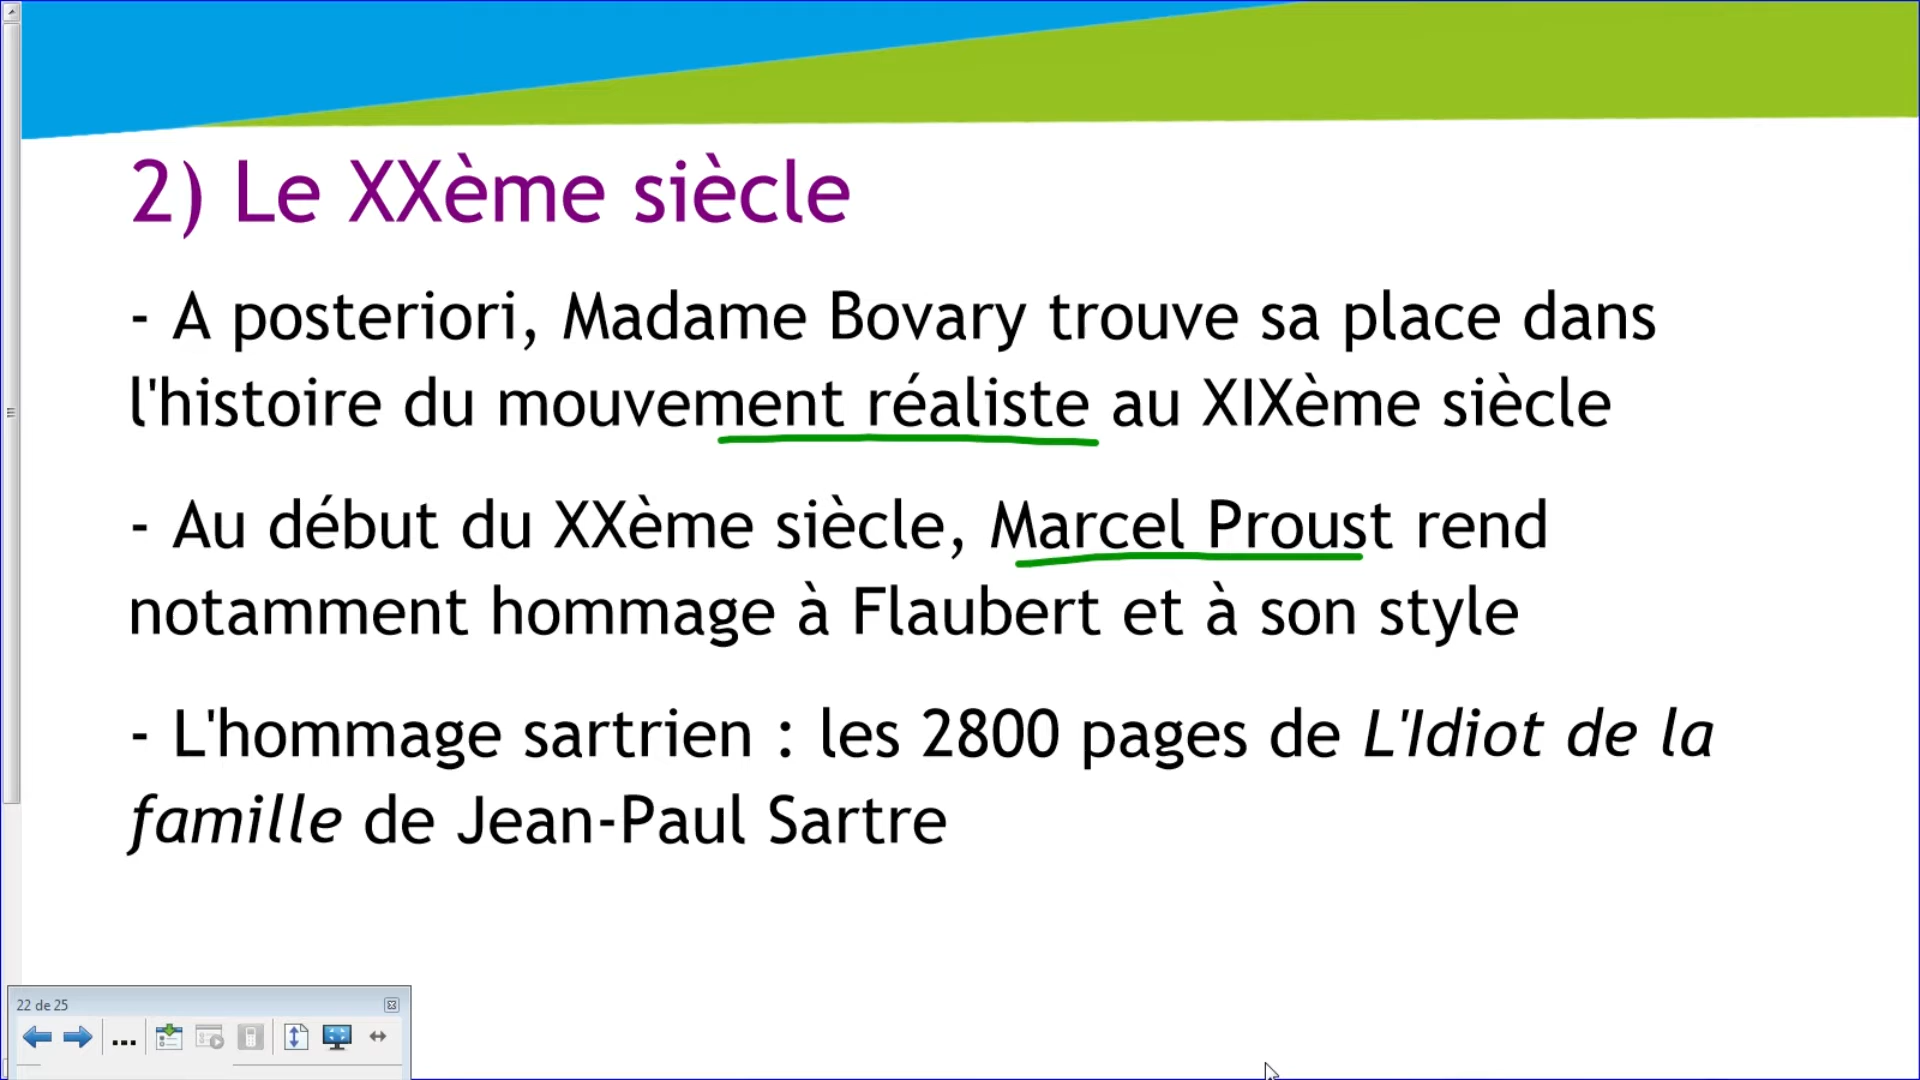 2) Le XXème siècle
- A posteriori, Madame Bovary trouve sa place dans
l'histoire du mouvement réaliste au XIXème siècle
- Au début du XXème siècle, Marcel Proust rend
notamment hommage à Flaubert et à son style
- L'hommage sartrien : les 2800 pages de L'Idiot de la
famille de Jean-Paul Sartre
22 de 25